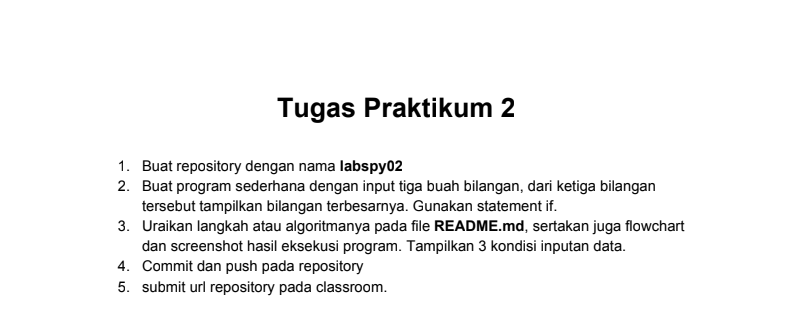 Tugas Praktikum 2
1. Buat repository dengan nama labspy02
2. Buat program sederhana dengan input tiga buah bilangan, dari ketiga bilangan
tersebut tampilkan bilangan terbesarnya. Gunakan statement if.
3. Uraikan langkah atau algoritmanya pada file README.md, sertakan juga flowchart
dan screenshot hasil eksekusi program. Tampilkan 3 kondisi inputan data.
4. Commit dan push pada repository
5. submit url repository pada classroom.